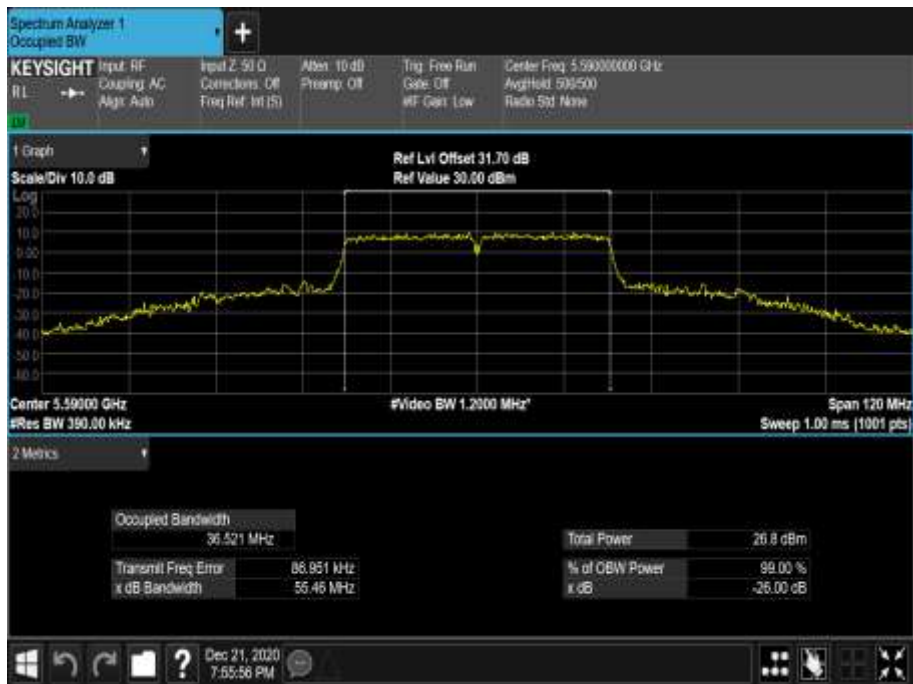 Spectrum Analyzer 1
Occupied BW
+
KEYSIGHT
RL
Input: RF
Coupling: AC
Align: Auto
Input Z: 50 Ω
Corrections: Off
Freq Ref: Int (S)
Atten: 10 dB
Preamp: Off
Trig: Free Run
Gate: Off
#IF Gain: Low
Center Freq: 5.590000000 GHz
Avg|Hold: 500/500
Radio Std: None
1 Graph
Scale/Div 10.0 dB
Ref Lvl Offset 31.70 dB
Ref Value 30.00 dBm
Log
20.0
10.0
0.00
-10.0
-20.0
-30.0
-40.0
-50.0
-60.0
Center 5.59000 GHz
#Res BW 390.00 kHz
#Video BW 1.2000 MHz*
Span 120 MHz
Sweep 1.00 ms (1001 pts)
2 Metrics
Occupied Bandwidth
36.521 MHz
Transmit Freq Error 86.951 kHz
x dB Bandwidth 55.46 MHz
Total Power 26.8 dBm
% of OBW Power 99.00 %
x dB -26.00 dB
?
Dec 21, 2020
7:55:56 PM